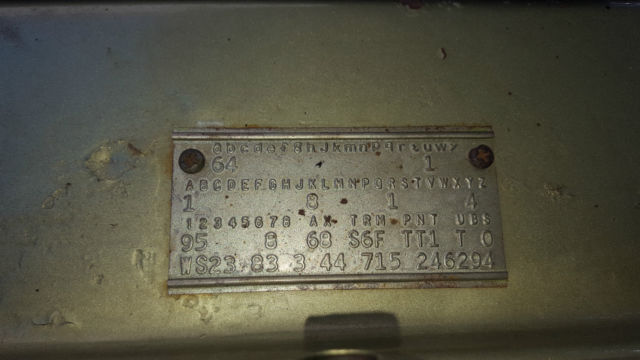 abcdefghJkmnpqrtuwz
64 1
ABCDEFGHJKLMNPQRSTVWXYZ
1 8 1 4
12345678 AX TRM PNT UBS
95 8 68 S6F TT1 T 0
WS23 83 3 44 715 246294